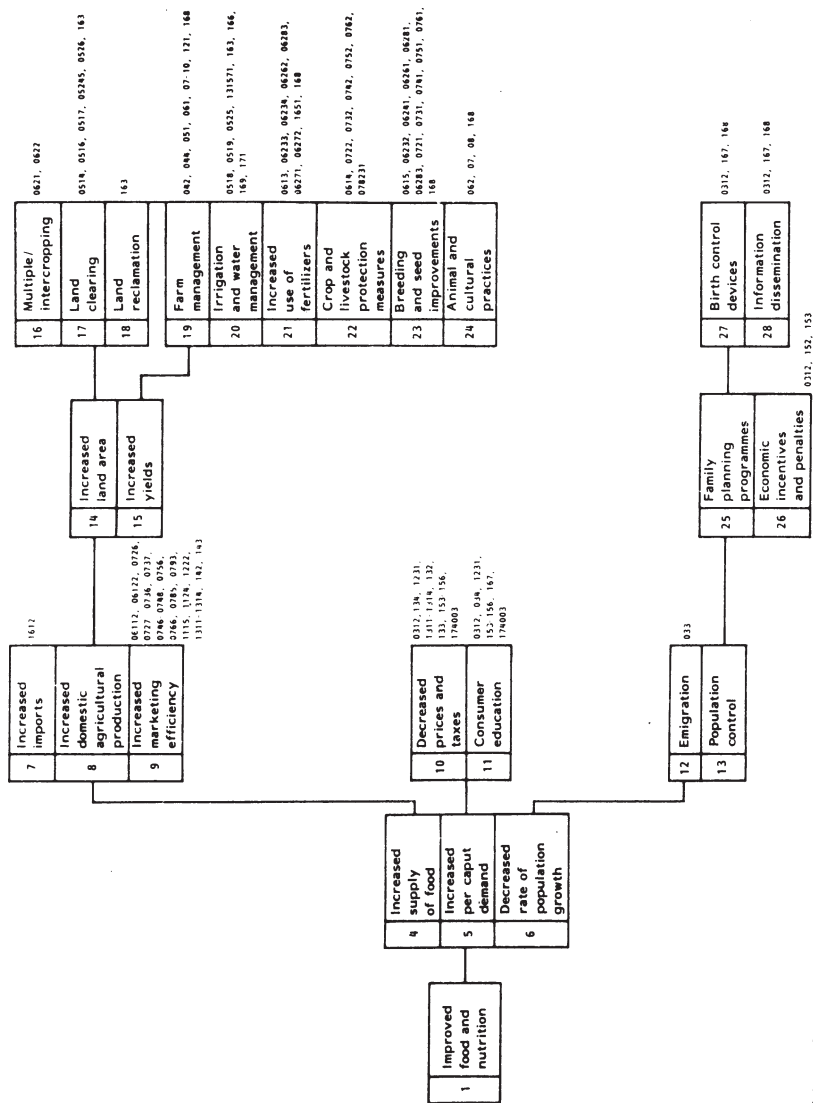 1
Improved
food and
nutrition
4
Increased
supply
of food
5
Increased
per caput
demand
6
Decreased
rate of
population
growth
7
Increased
imports
1612
8
Increased
domestic
agricultural
production
9
Increased
marketing
efficiency
06112, 06122, 0726,
0727 0736, 0737,
0746 0748, 0756,
0766, 0785, 0793,
1115, 1124, 1222,
1311-1314, 142, 143
10
Decreased
prices and
taxes
0312, 134, 1231,
1311-1314, 132,
133, 153-156,
174003
11
Consumer
education
0312, 034, 1231,
153-156, 167,
174003
12
Emigration
033
13
Population
control
14
Increased
land area
15
Increased
yields
16
Multiple/
intercropping
0621, 0622
17
Land
clearing
0514, 0516, 0517, 05245, 0526, 163
18
Land
reclamation
163
19
Farm
management
042, 044, 051, 061, 07-10, 121, 168
20
Irrigation
and water
management
0518, 0519, 0525, 131571, 163, 166,
169, 171
21
Increased
use of
fertilizers
0613, 06233, 06234, 06262, 06283,
06271, 06272, 1651, 168
22
Crop and
livestock
protection
measures
0614, 0722, 0732, 0742, 0752, 0762,
078231
23
Breeding
and seed
improvements
0615, 06232, 06241, 06261, 06281,
06283, 0721, 0731, 0741, 0751, 0761,
168
24
Animal and
cultural
practices
062, 07, 08, 168
25
Family
planning
programmes
26
Economic
incentives
and penalties
0312, 152, 153
27
Birth control
devices
0312, 167, 168
28
Information
dissemination
0312, 167, 168